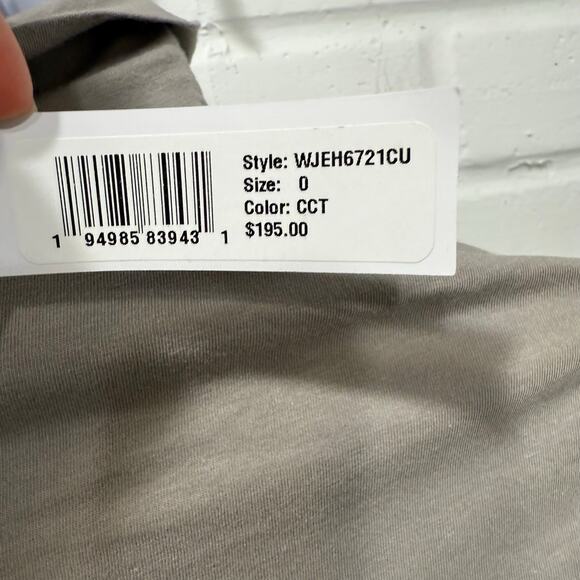 Style: WJEH6721CU
Size: 0
Color: CCT
$195.00
1 94985 83943 1